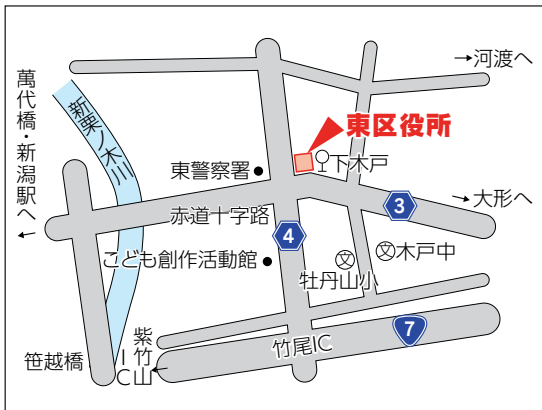 →河渡へ
萬代橋・新潟駅へ
←
新栗ノ木川
東区役所
下木戸
東警察署
赤道十字路
3
→大形へ
4
こども創作活動館
文
牡丹山小
文木戸中
7
竹尾IC
紫竹山IC
←
笹越橋